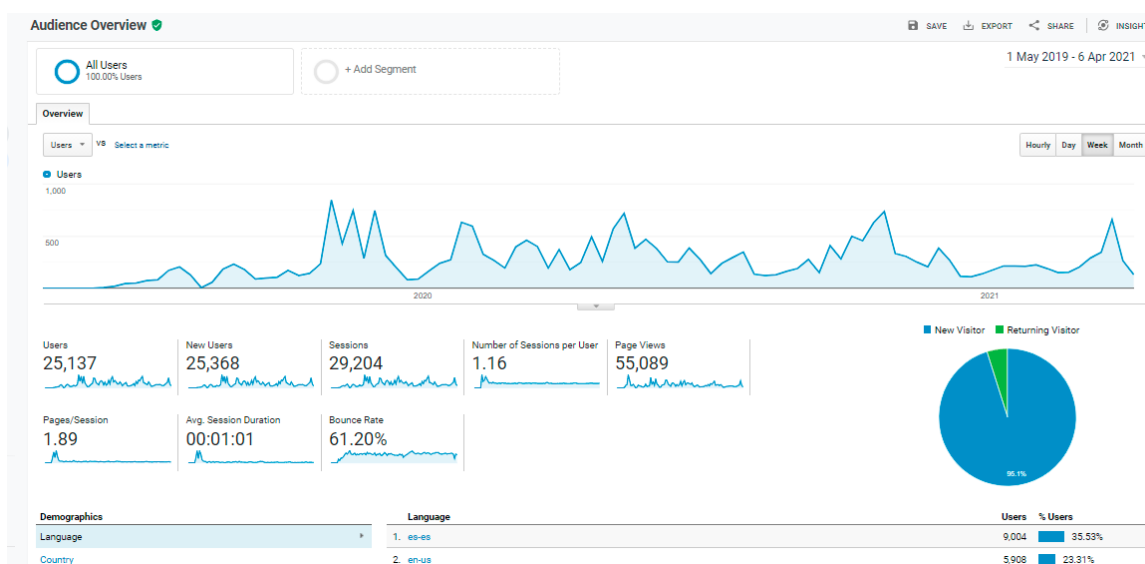 Audience Overview
SAVE EXPORT SHARE INSIGHT
All Users
100.00% Users
+ Add Segment
1 May 2019 - 6 Apr 2021
Overview
Users VS Select a metric
Hourly Day Week Month
Users
1,000
500
2020 2021
New Visitor Returning Visitor
Users New Users Sessions Number of Sessions per User Page Views
25,137 25,368 29,204 1.16 55,089
Pages/Session Avg. Session Duration Bounce Rate
1.89 00:01:01 61.20%
95.1%
Demographics Language Users % Users
Language 1. es-es 9,004 35.53%
Country 2. en-us 5,908 23.31%